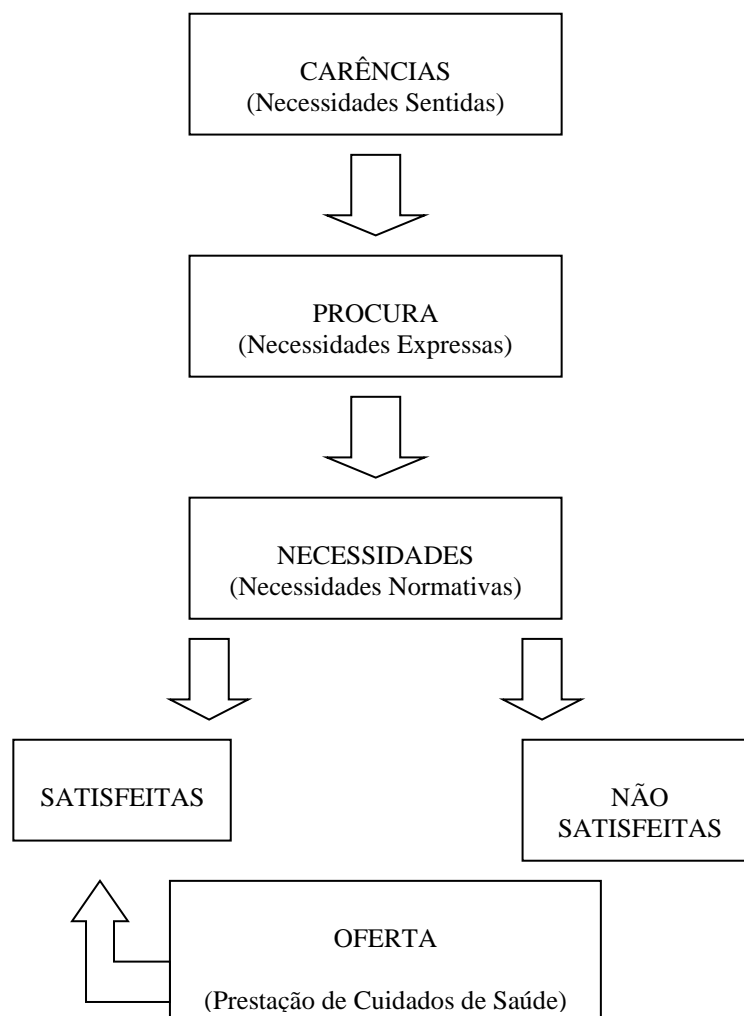 CARÊNCIAS
(Necessidades Sentidas)
PROCURA
(Necessidades Expressas)
NECESSIDADES
(Necessidades Normativas)
SATISFEITAS
NÃO
SATISFEITAS
OFERTA
(Prestação de Cuidados de Saúde)